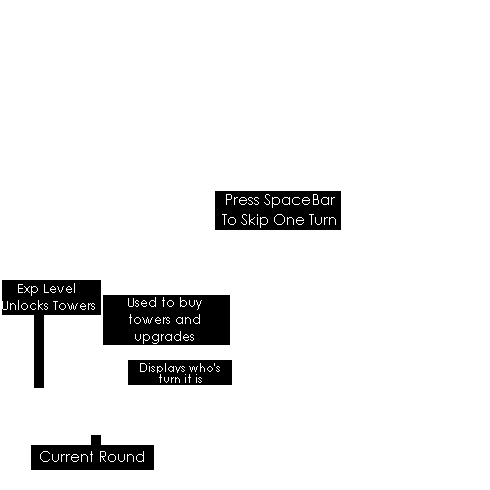 Press SpaceBar
To Skip One Turn
Exp Level
Unlocks Towers
Used to buy
towers and
upgrades
Displays who's
turn it is
Current Round